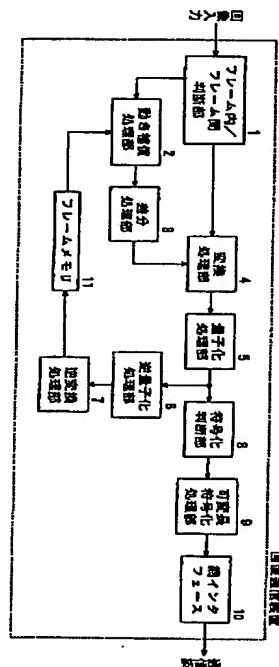 画像入力
フレーム内/
フレーム間
判断部
1
動き補償
処理部
2
差分
処理部
3
変換
処理部
4
量子化
処理部
5
逆量子化
処理部
6
逆変換
処理部
7
符号化
判断部
8
可変長
符号化
処理部
9
網インタ
フェース
10
フレームメモリ
11